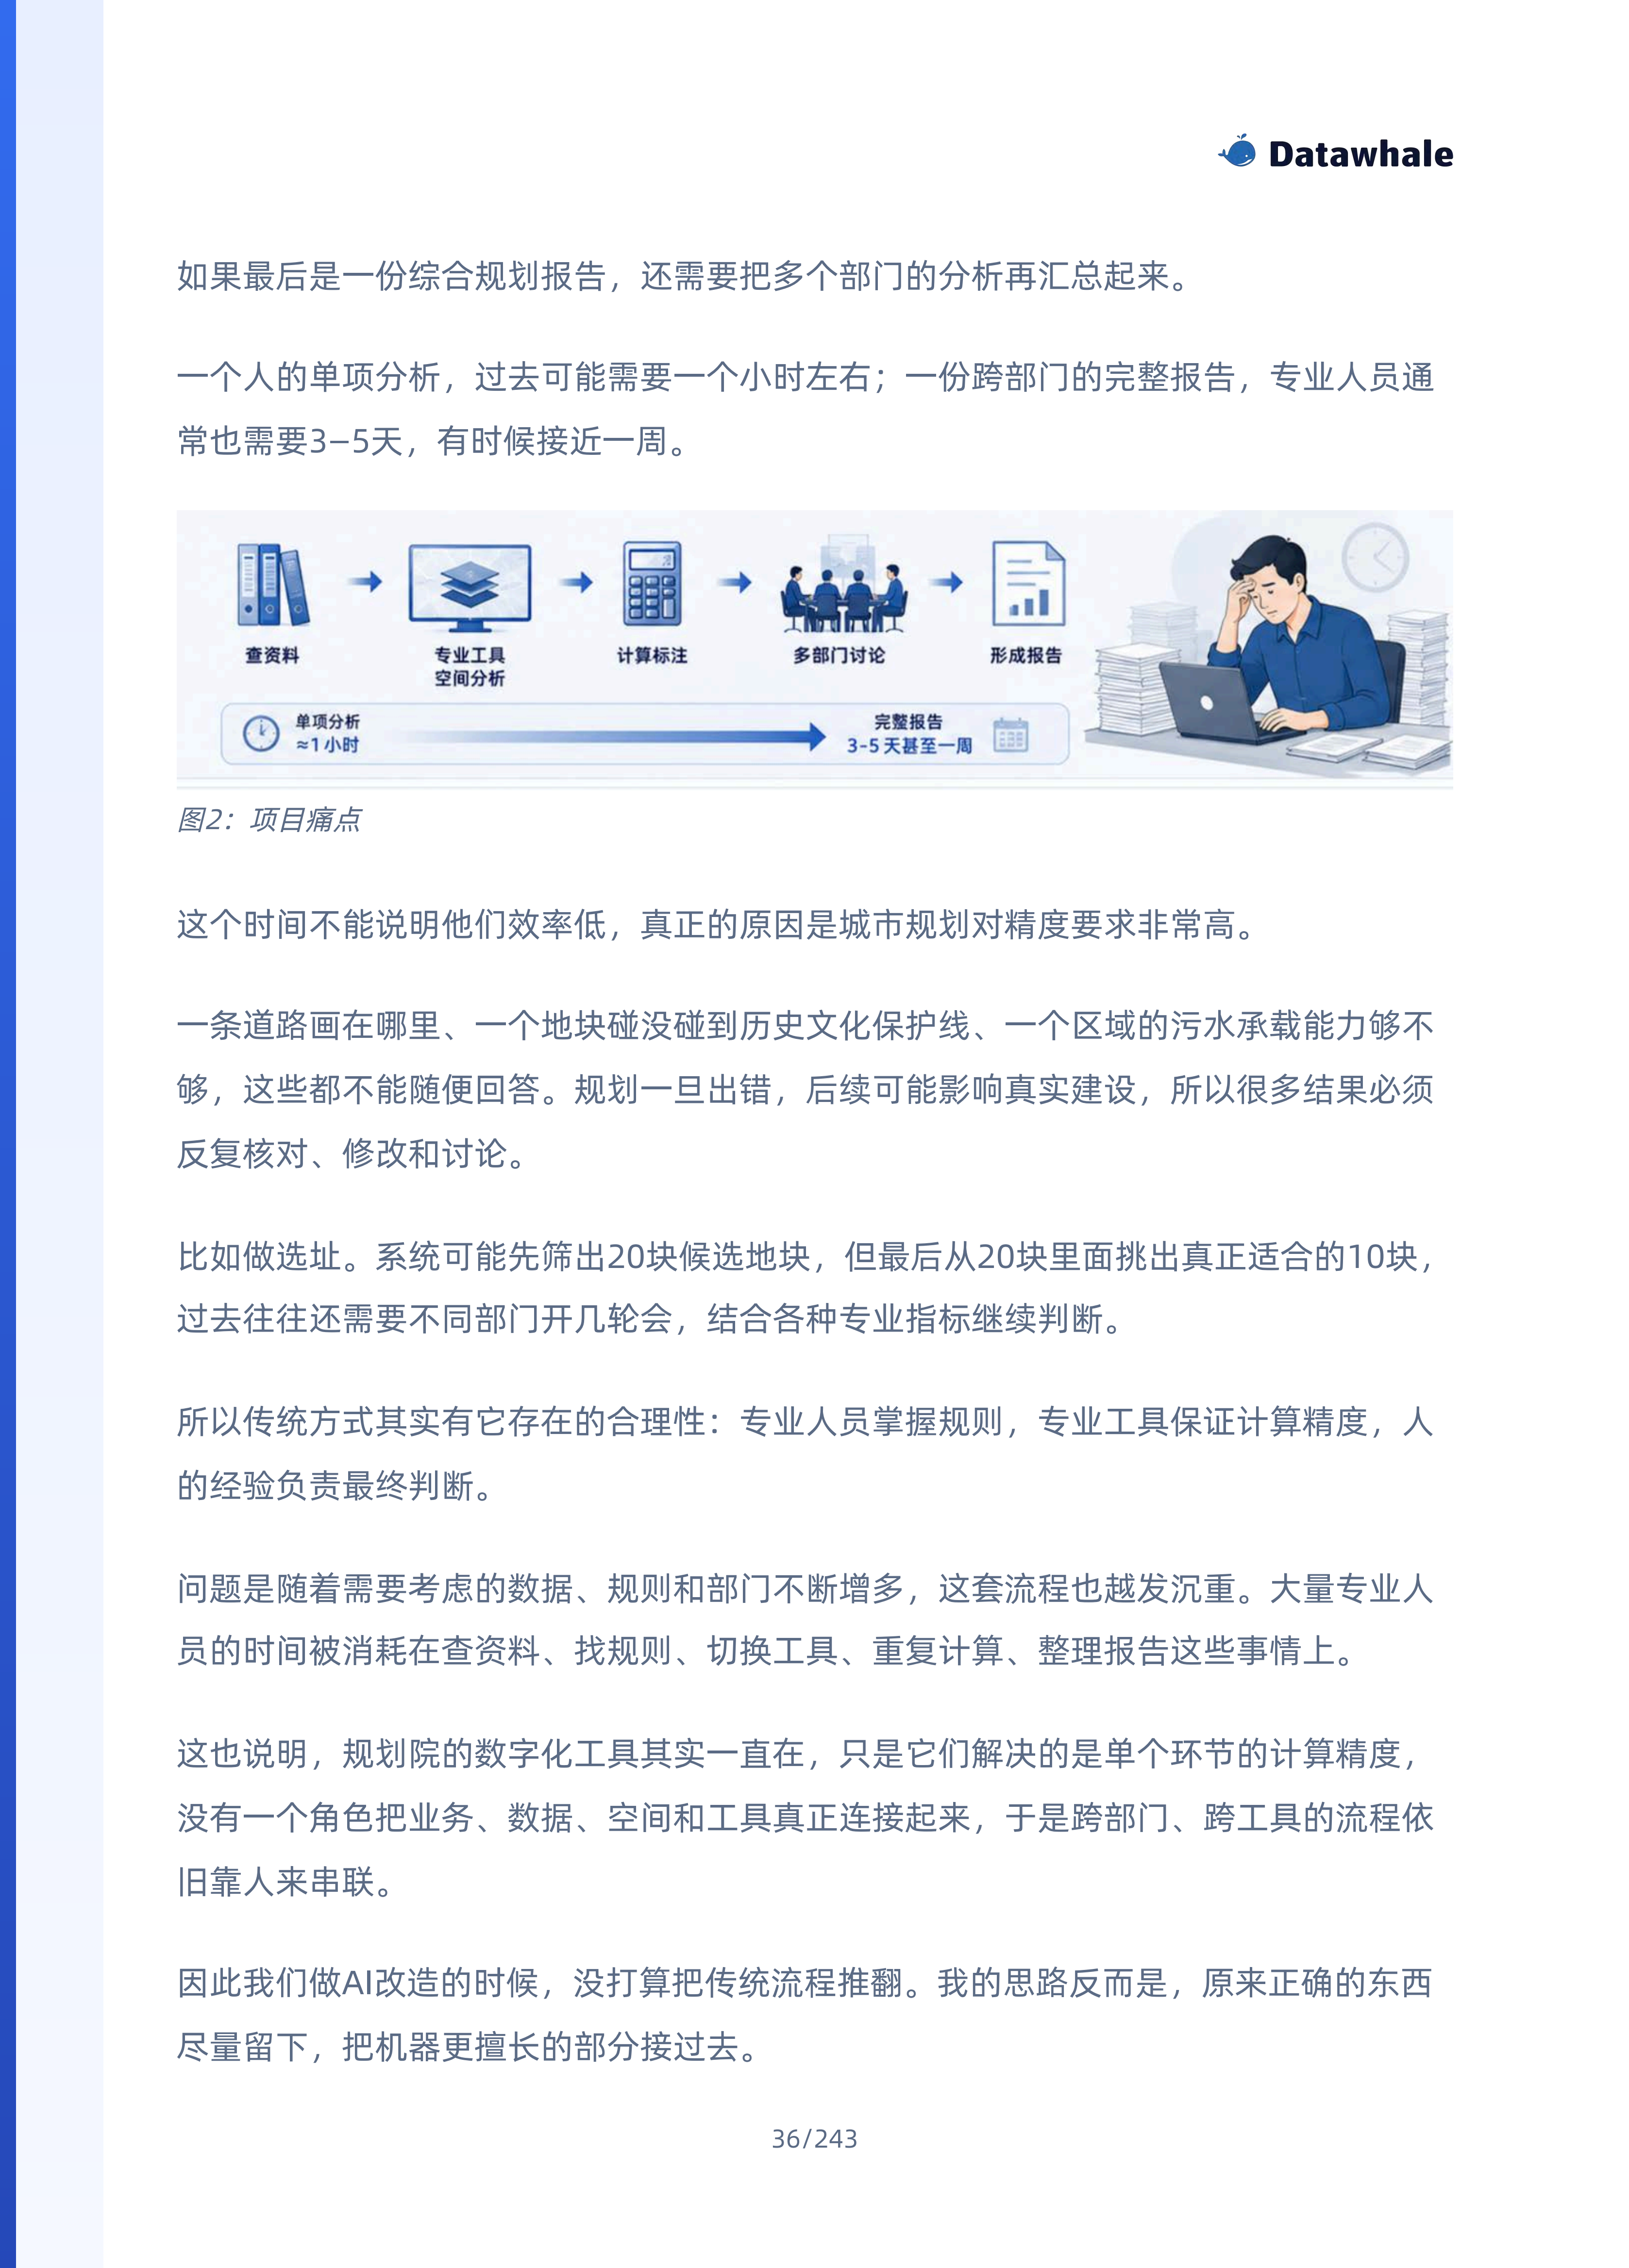 Datawhale
如果最后是一份综合规划报告，还需要把多个部门的分析再汇总起来。
一个人的单项分析，过去可能需要一个小时左右；一份跨部门的完整报告，专业人员通
常也需要3–5天，有时候接近一周。
查资料
专业工具
空间分析
计算标注
多部门讨论
形成报告
单项分析
≈1小时
完整报告
3-5天甚至一周
图2：项目痛点
这个时间不能说明他们效率低，真正的原因是城市规划对精度要求非常高。
一条道路画在哪里、一个地块碰没碰到历史文化保护线、一个区域的污水承载能力够不
够，这些都不能随便回答。规划一旦出错，后续可能影响真实建设，所以很多结果必须
反复核对、修改和讨论。
比如做选址。系统可能先筛出20块候选地块，但最后从20块里面挑出真正适合的10块，
过去往往还需要不同部门开几轮会，结合各种专业指标继续判断。
所以传统方式其实有它存在的合理性：专业人员掌握规则，专业工具保证计算精度，人
的经验负责最终判断。
问题是随着需要考虑的数据、规则和部门不断增多，这套流程也越发沉重。大量专业人
员的时间被消耗在查资料、找规则、切换工具、重复计算、整理报告这些事情上。
这也说明，规划院的数字化工具其实一直在，只是它们解决的是单个环节的计算精度，
没有一个角色把业务、数据、空间和工具真正连接起来，于是跨部门、跨工具的流程依
旧靠人来串联。
因此我们做AI改造的时候，没打算把传统流程推翻。我的思路反而是，原来正确的东西
尽量留下，把机器更擅长的部分接过去。
36/243